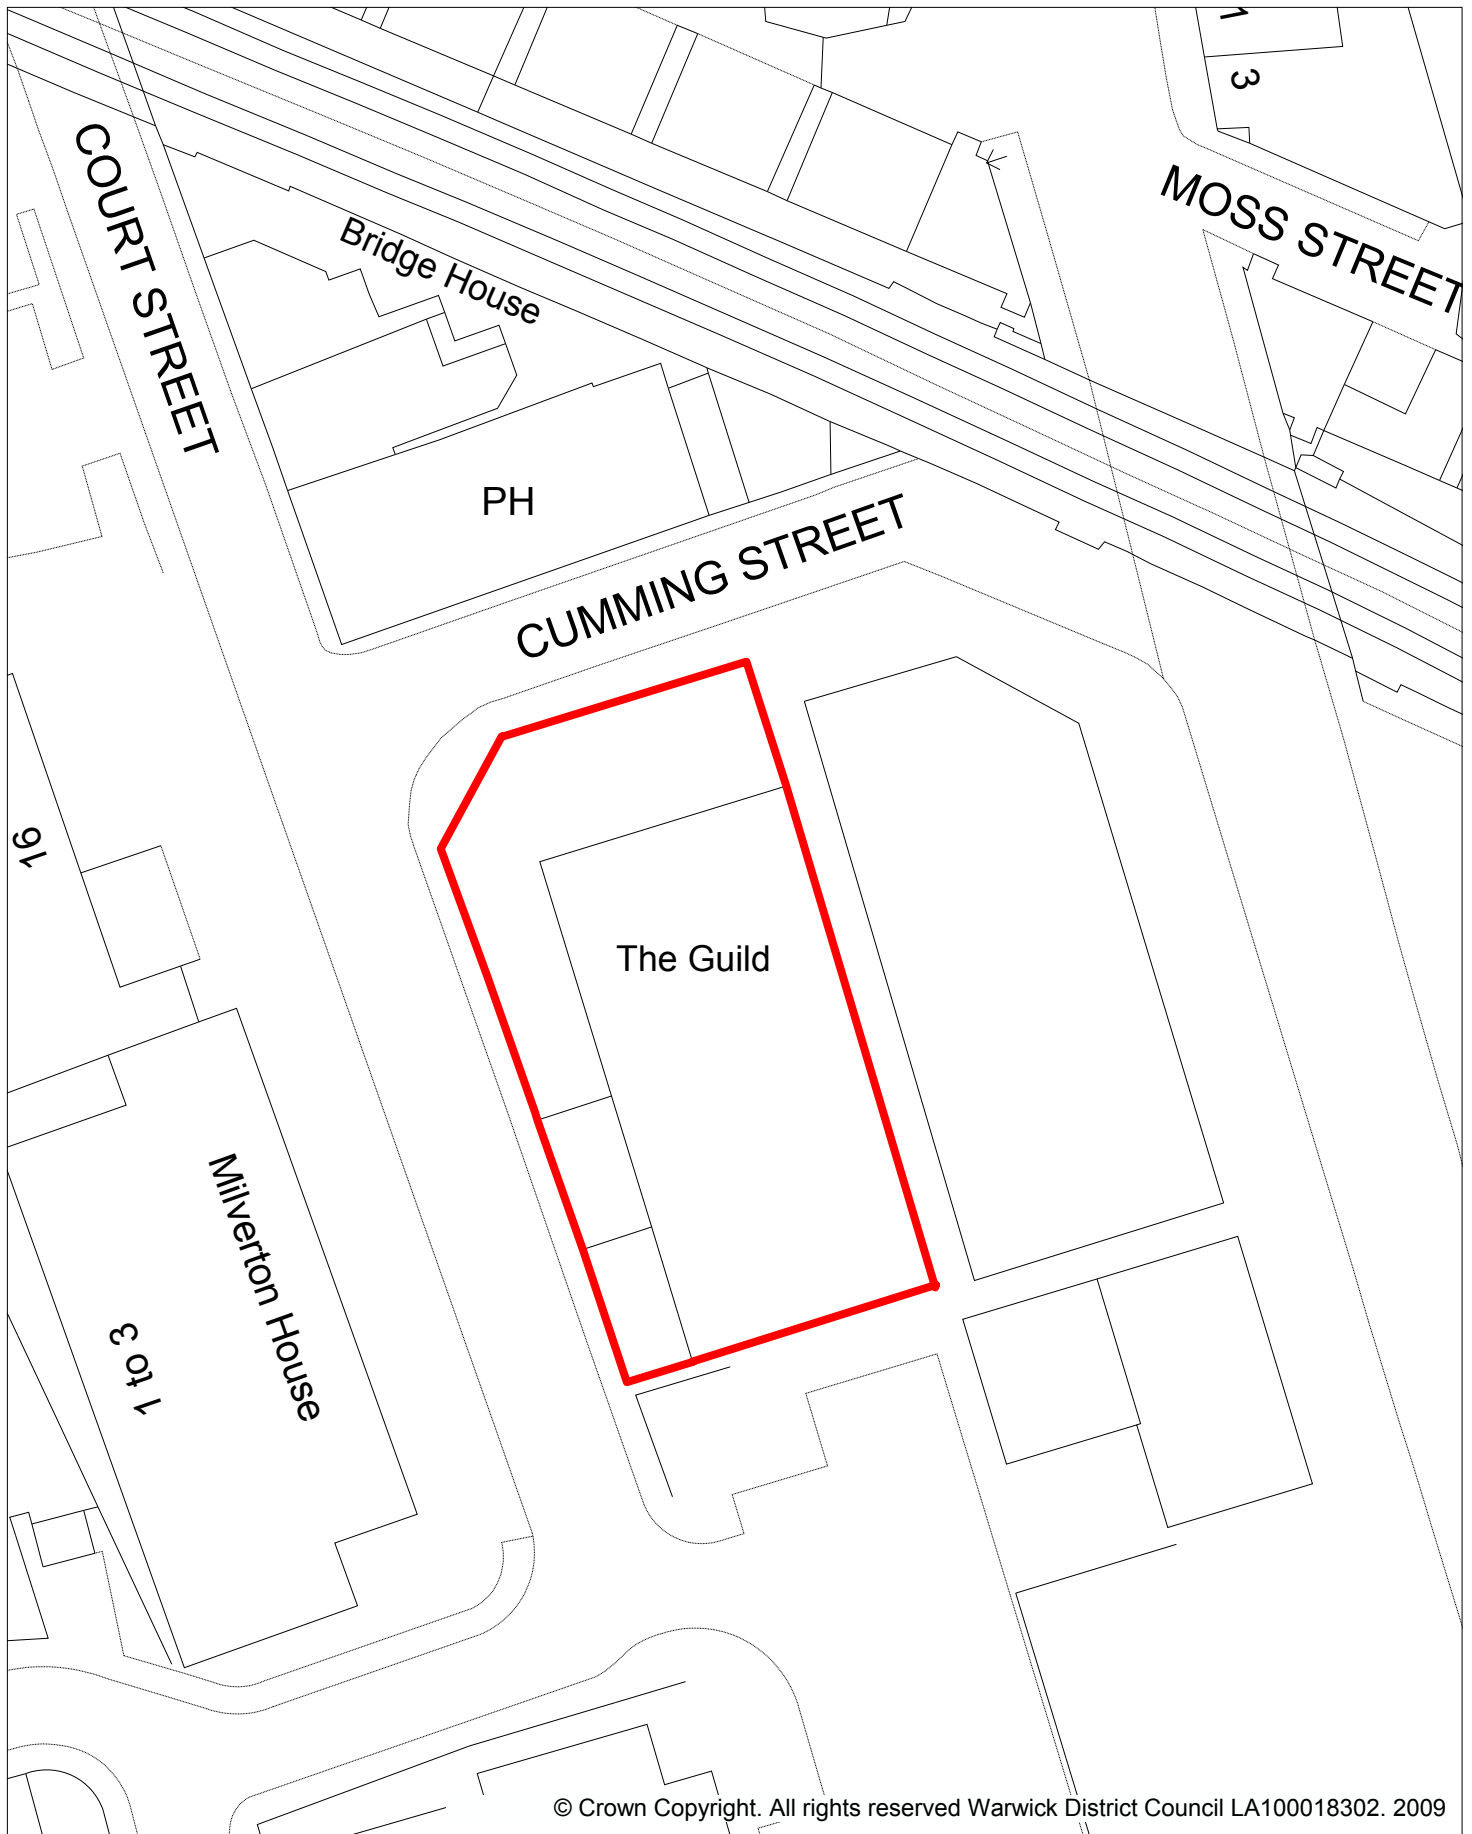 1
3
COURT STREET
MOSS STREET
Bridge House
PH
CUMMING STREET
16
The Guild
Milverton House
1 to 3
© Crown Copyright. All rights reserved Warwick District Council LA100018302. 2009